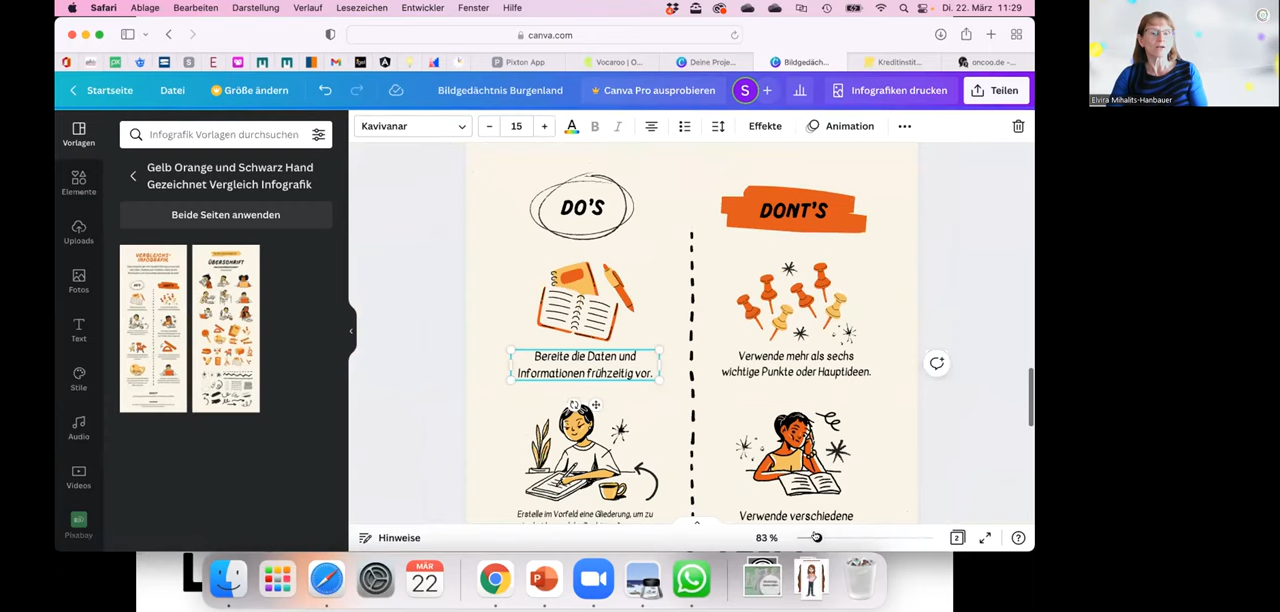 Safari Ablage Bearbeiten Darstellung Verlauf Lesezeichen Entwickler Fenster Hilfe Di. 22. März 11:29
canva.com
Pixton App Vocaroo | O Deine Proje... Bildgedäch... Kreditinstit... oncoo.de -
Startseite Datei Größe ändern Bildgedächtnis Burgenland Canva Pro ausprobieren S Infografiken drucken Teilen
Vorlagen
Elemente
Uploads
Fotos
Text
Stile
Audio
Videos
Pixabay
Infografik Vorlagen durchsuchen
Gelb Orange und Schwarz Hand
Gezeichnet Vergleich Infografik
Beide Seiten anwenden
VERGLEICHS-
INFOGRAFIK
ÜBERSCHRIFT
Kavivanar 15 A B I Effekte Animation
DO'S
DONT'S
Bereite die Daten und
Informationen frühzeitig vor.
Verwende mehr als sechs
wichtige Punkte oder Hauptideen.
Erstelle im Vorfeld eine Gliederung, um zu
Verwende verschiedene
Hinweise 83 % 2
MÄR
22
Elvira Mihalits-Hanbauer